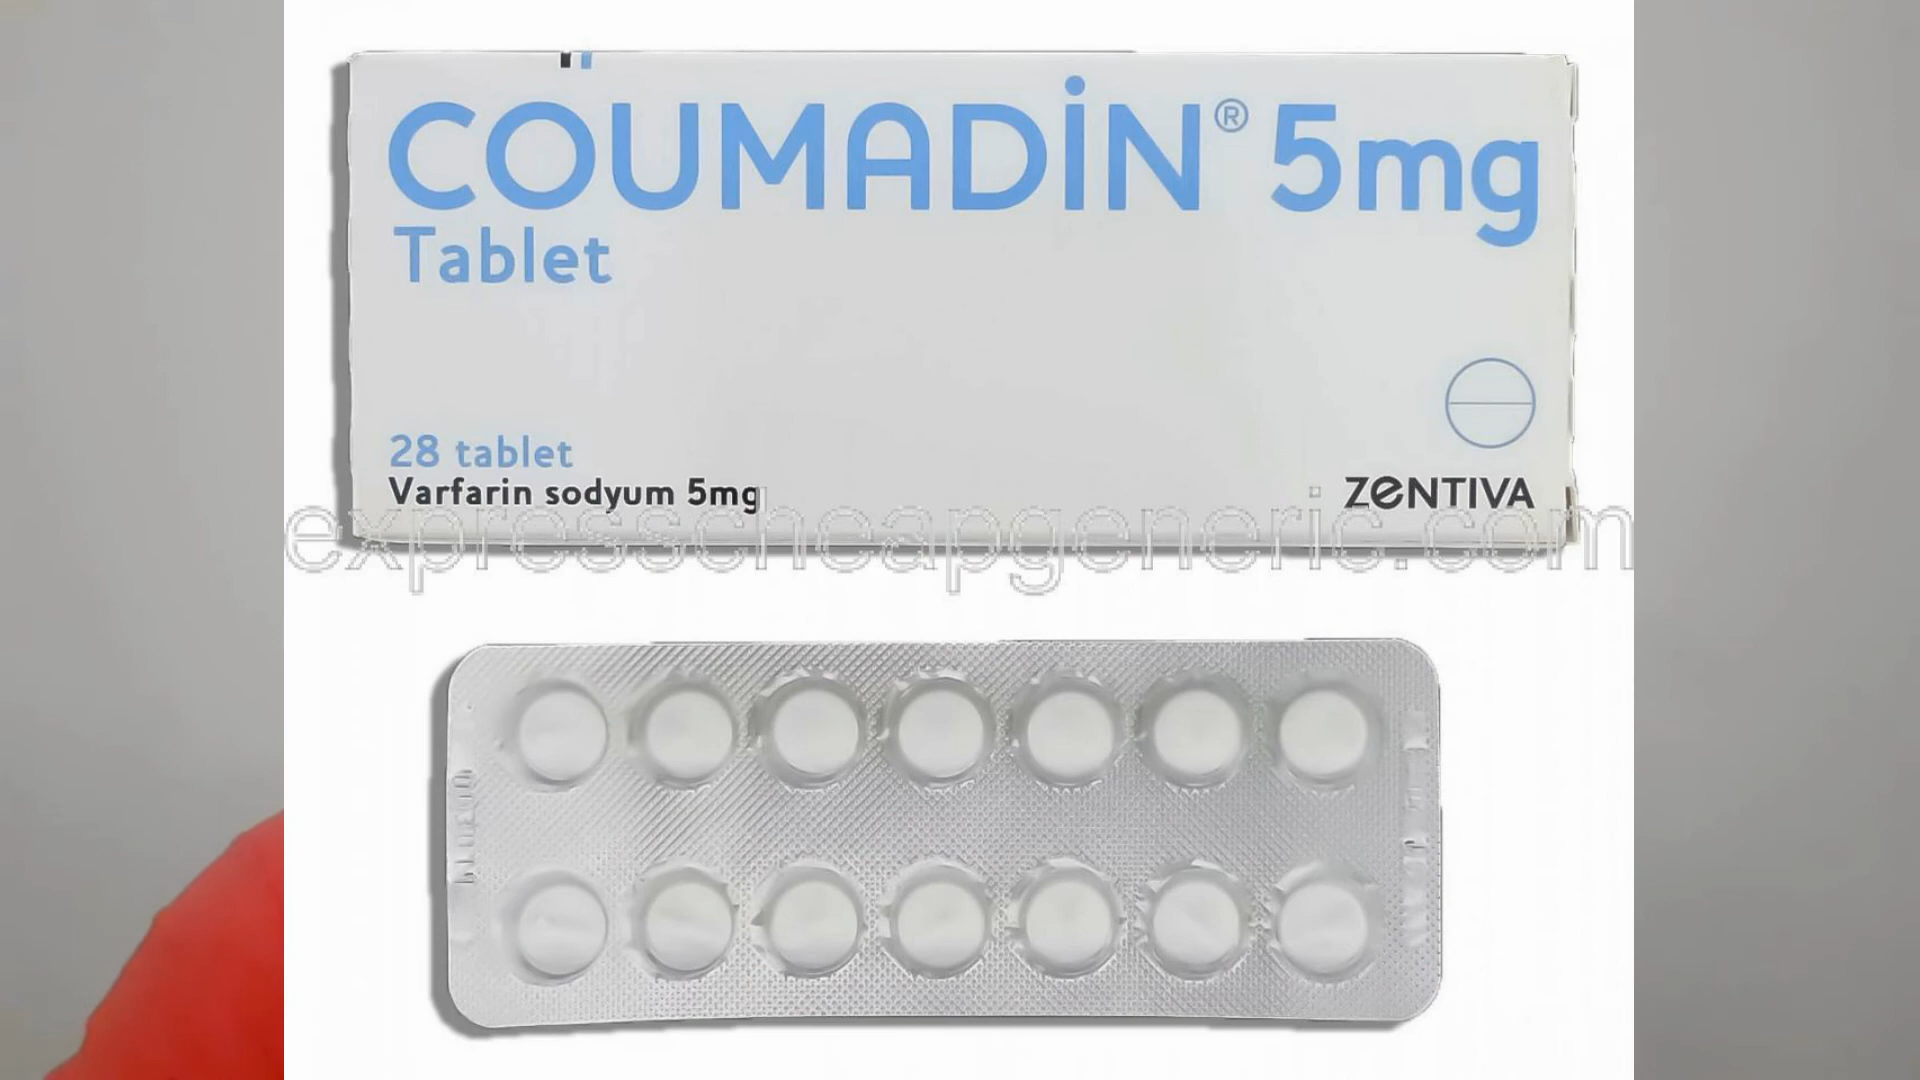 COUMADİN® 5mg
Tablet
28 tablet
Varfarin sodyum 5mg
ZENTIVA
expresscheapgeneric.com